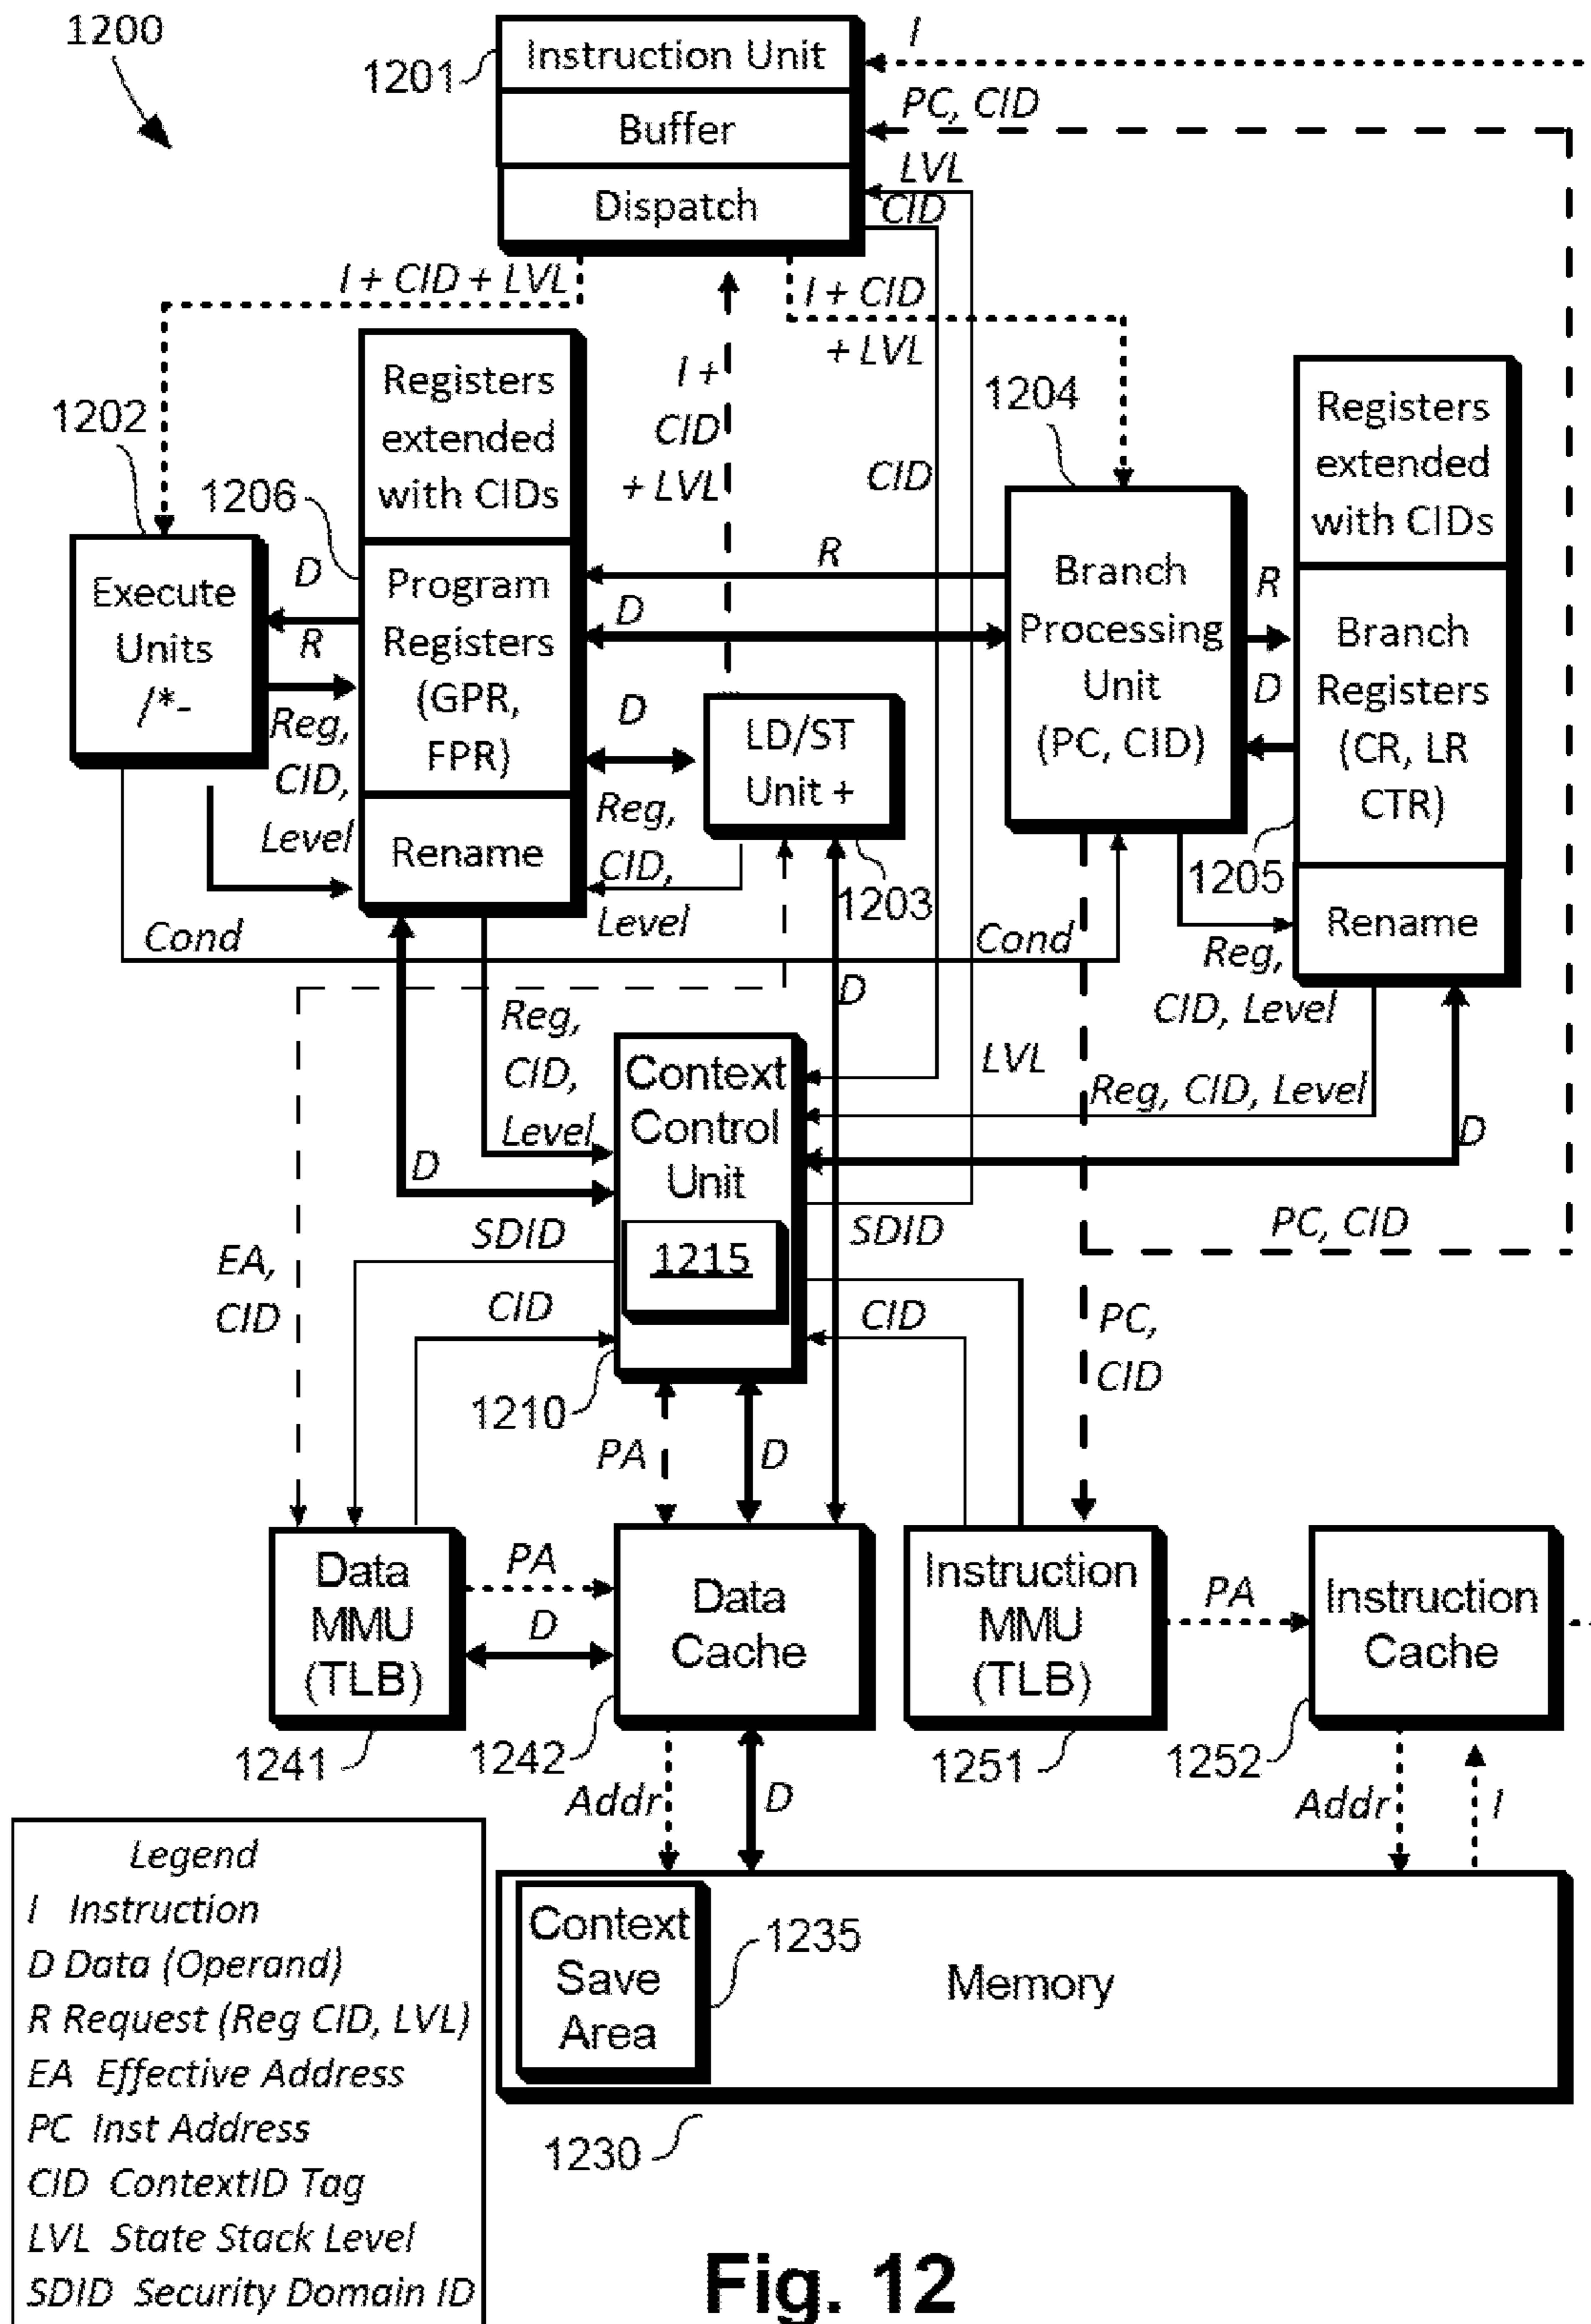 1200
1201
Instruction Unit
Buffer
Dispatch
I
PC, CID
LVL
CID
I + CID + LVL
I + CID
+ LVL
I +
CID
+ LVL
CID
1202
Execute
Units
/*-
1206
Registers
extended
with CIDs
Program
Registers
(GPR,
FPR)
Rename
D
R
Reg,
CID,
Level
R
D
D
LD/ST
Unit +
1203
Reg,
CID,
Level
1204
Branch
Processing
Unit
(PC, CID)
R
D
Registers
extended
with CIDs
Branch
Registers
(CR, LR
CTR)
1205
Rename
Cond
Cond
Reg,
CID, Level
D
Reg,
CID,
Level
D
Context
Control
Unit
1215
1210
LVL
Reg, CID, Level
D
SDID
SDID
PC, CID
EA,
CID
CID
CID
PC,
CID
PA
D
Data
MMU
(TLB)
1241
PA
D
Data
Cache
1242
Instruction
MMU
(TLB)
1251
PA
Instruction
Cache
1252
Addr
D
Addr
I
Context
Save
Area
1235
Memory
1230
Legend
I Instruction
D Data (Operand)
R Request (Reg CID, LVL)
EA Effective Address
PC Inst Address
CID ContextID Tag
LVL State Stack Level
SDID Security Domain ID
Fig. 12